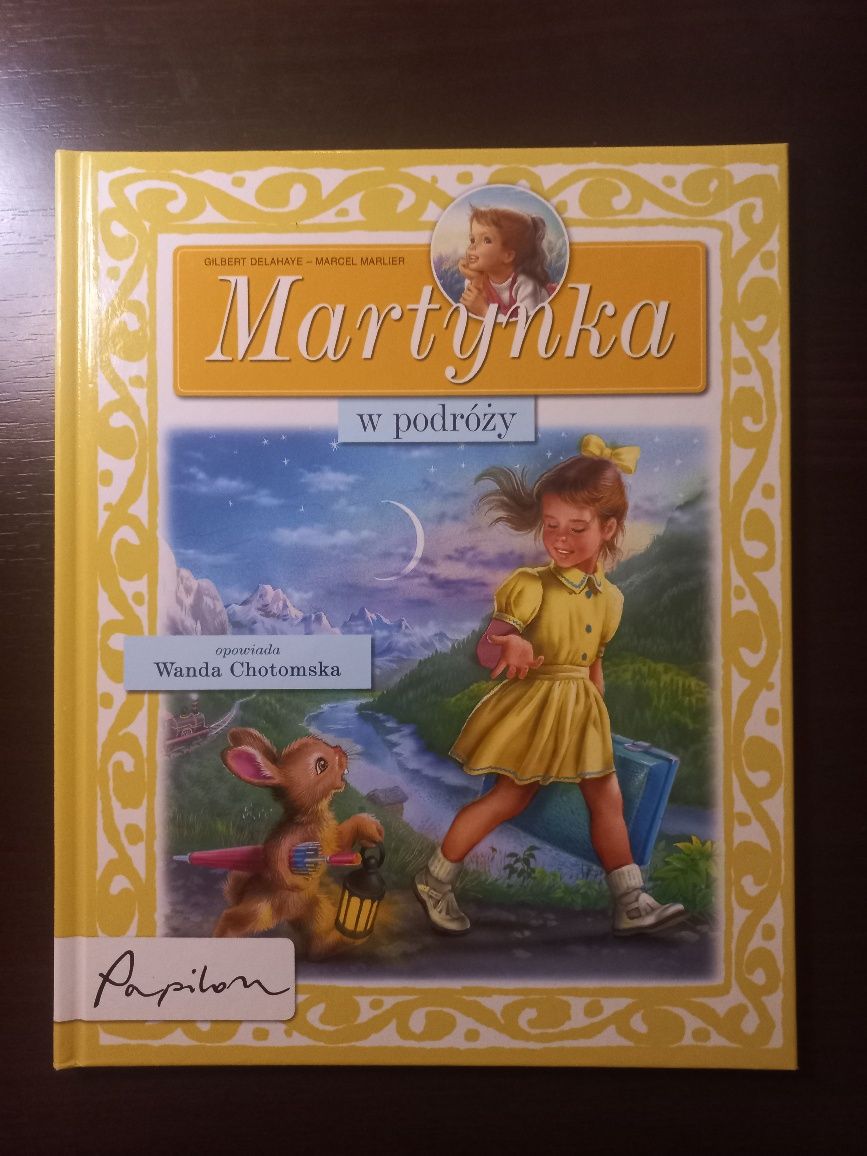 GILBERT DELAHAYE – MARCEL MARLIER
Martynka
w podróży
opowiada
Wanda Chotomska
Papilon